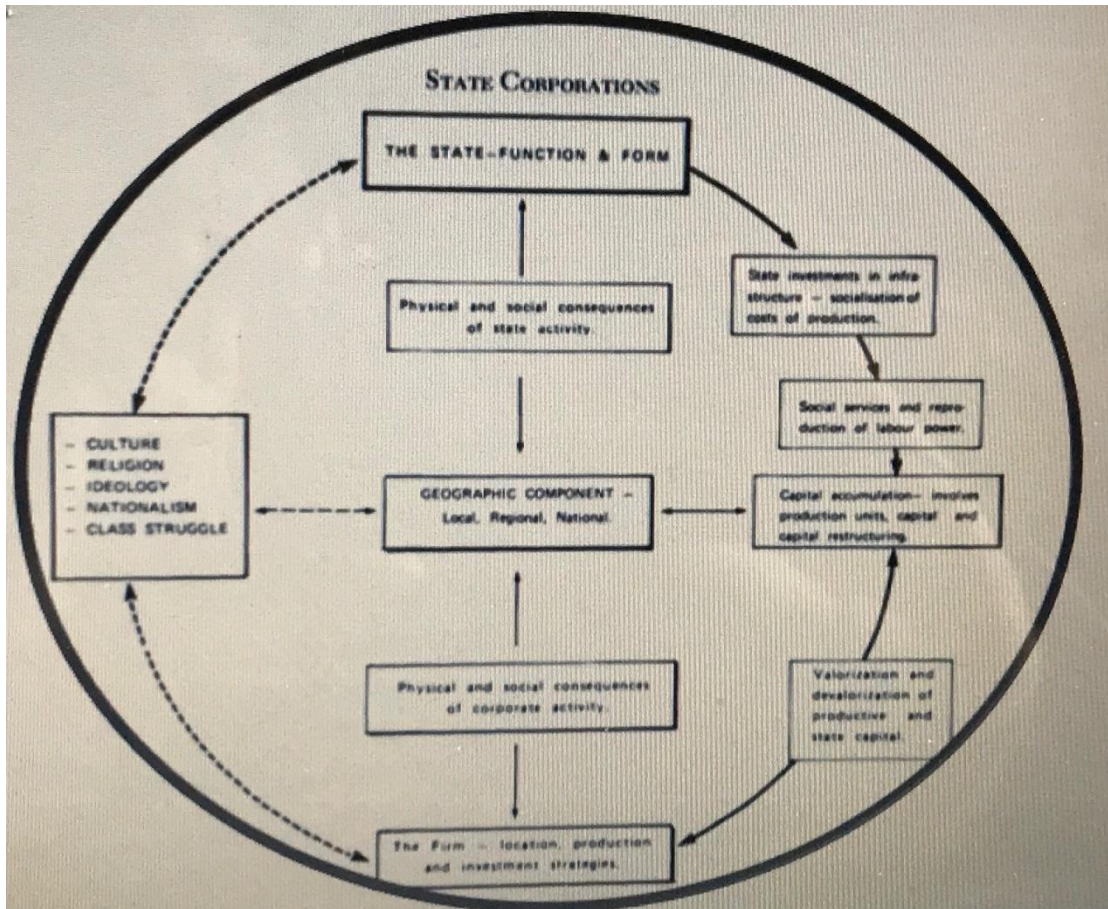 STATE CORPORATIONS
THE STATE–FUNCTION & FORM
State investments in infra-
structure – socialisation of
costs of production.
Physical and social consequences
of state activity.
Social services and repro-
duction of labour power.
– CULTURE
– RELIGION
– IDEOLOGY
– NATIONALISM
– CLASS STRUGGLE
GEOGRAPHIC COMPONENT –
Local, Regional, National.
Capital accumulation– involves
production units, capital and
capital restructuring.
Physical and social consequences
of corporate activity.
Valorization and
devalorization of
productive and
state capital.
The Firm – location, production
and investment strategies.